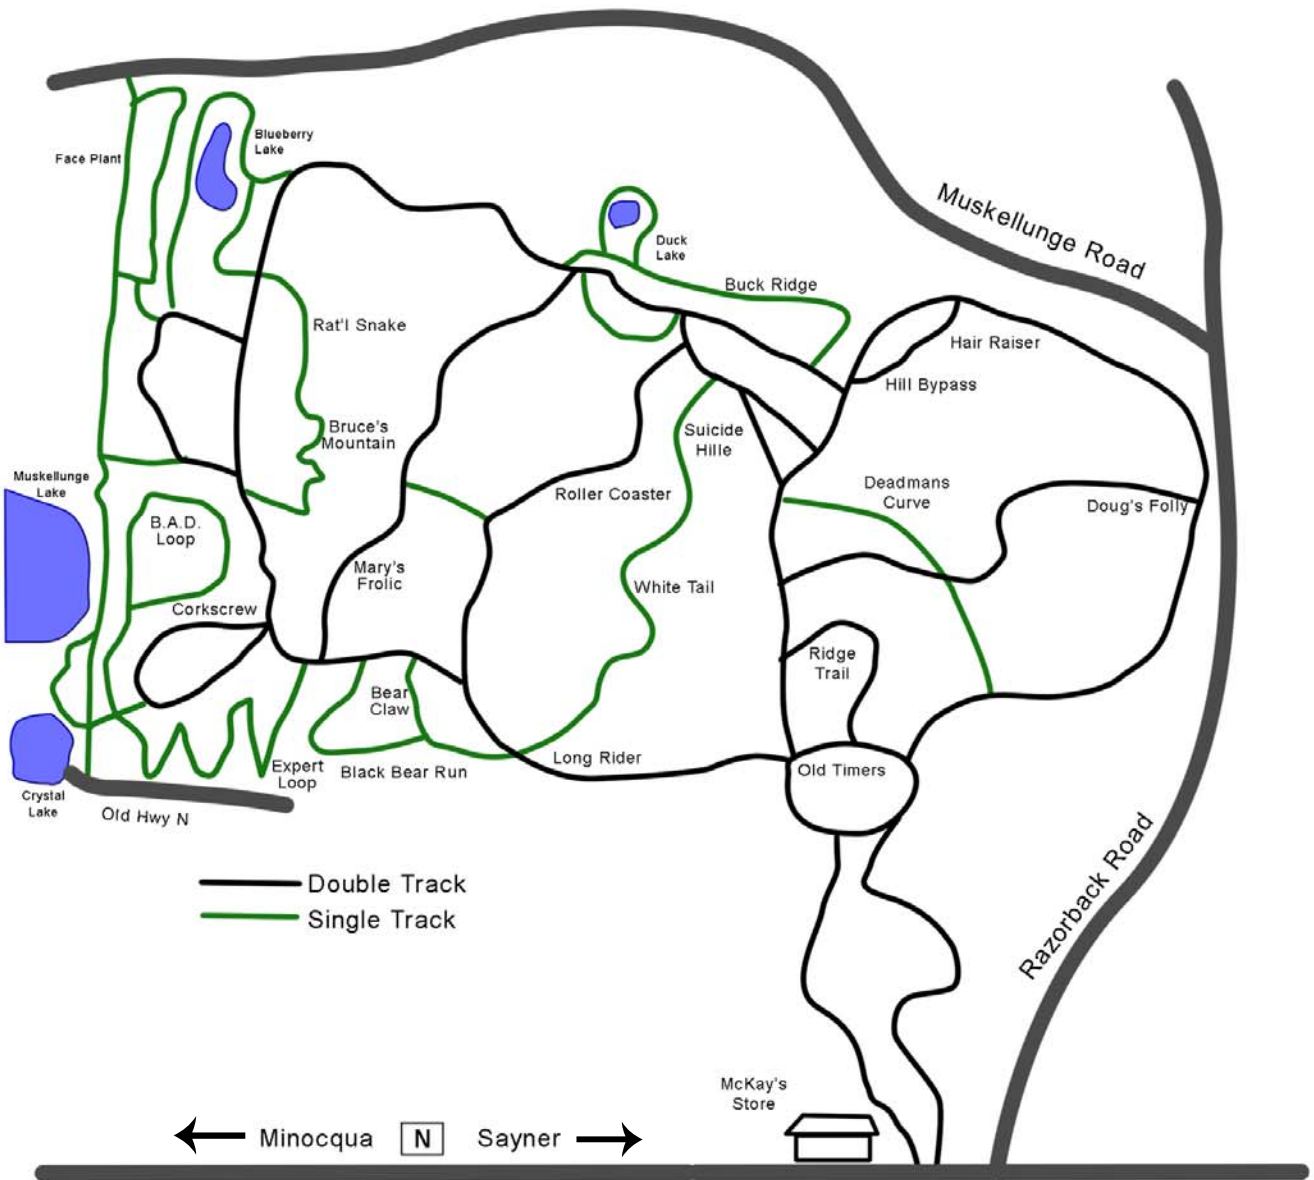 Face Plant
Blueberry
Lake
Muskellunge Road
Duck
Lake
Buck Ridge
Rat'l Snake
Hair Raiser
Hill Bypass
Bruce's
Mountain
Suicide
Hille
Muskellunge
Lake
Roller Coaster
Deadmans
Curve
Doug's Folly
B.A.D.
Loop
Mary's
Frolic
White Tail
Corkscrew
Ridge
Trail
Bear
Claw
Expert
Loop
Black Bear Run
Long Rider
Old Timers
Crystal
Lake
Old Hwy N
Double Track
Single Track
Razorback Road
McKay's
Store
Minocqua N Sayner